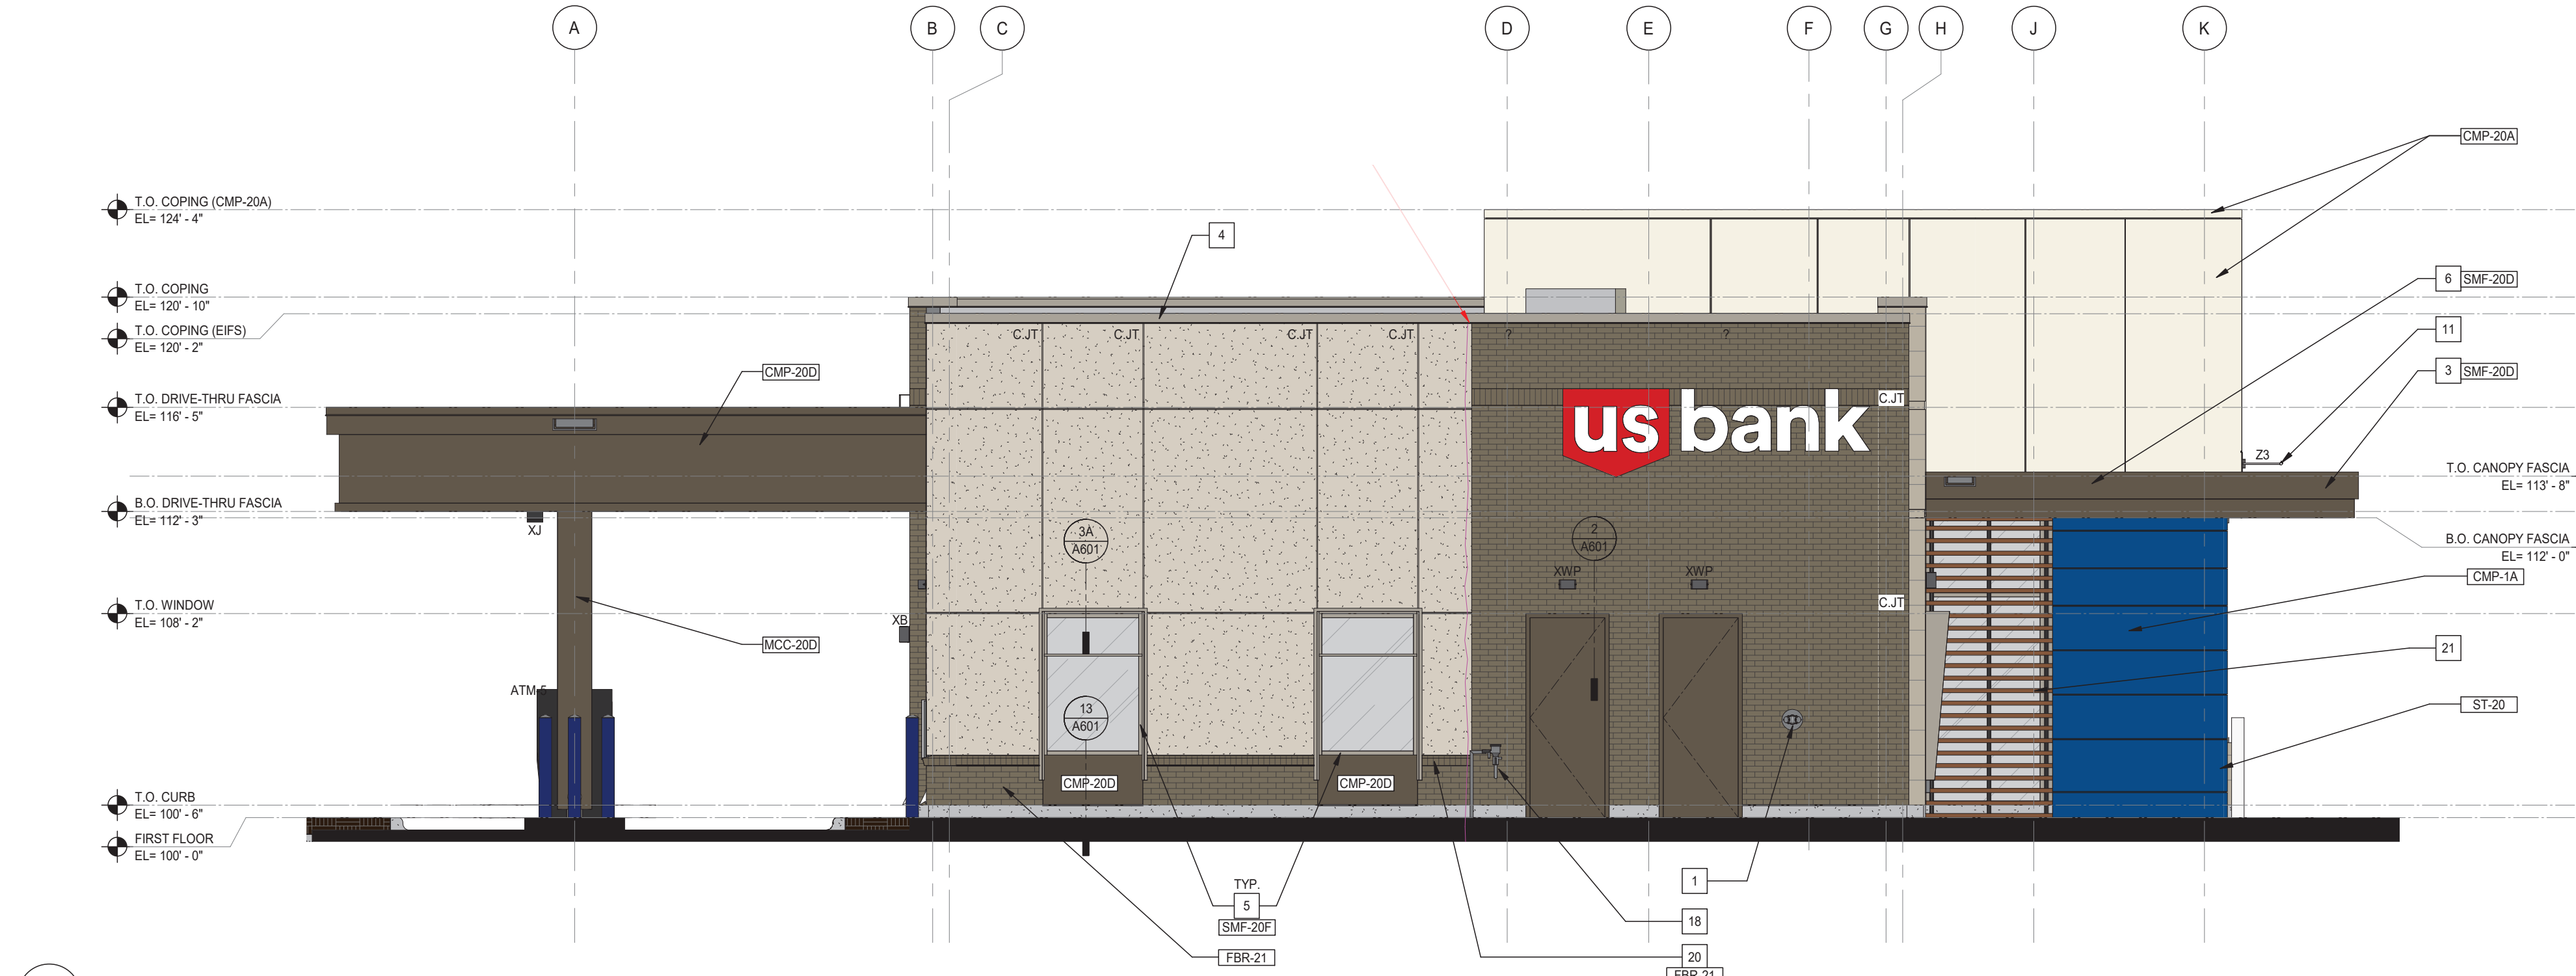 A
B
C
D
E
F
G
H
J
K
CMP-20A
T.O. COPING (CMP-20A)
EL= 124' - 4"
4
6 SMF-20D
T.O. COPING
EL= 120' - 10"
T.O. COPING (EIFS)
EL= 120' - 2"
11
C.JT
C.JT
C.JT
C.JT
?
?
3 SMF-20D
CMP-20D
T.O. DRIVE-THRU FASCIA
EL= 116' - 5"
C.JT
us bank
Z3
T.O. CANOPY FASCIA
EL= 113' - 8"
B.O. DRIVE-THRU FASCIA
EL= 112' - 3"
XJ
3A
A601
2
A601
B.O. CANOPY FASCIA
EL= 112' - 0"
XWP
XWP
CMP-1A
T.O. WINDOW
EL= 108' - 2"
C.JT
XB
MCC-20D
21
ATM-5
13
A601
ST-20
CMP-20D
CMP-20D
T.O. CURB
EL= 100' - 6"
FIRST FLOOR
EL= 100' - 0"
TYP.
5
SMF-20F
1
18
FBR-21
20
FBR-21